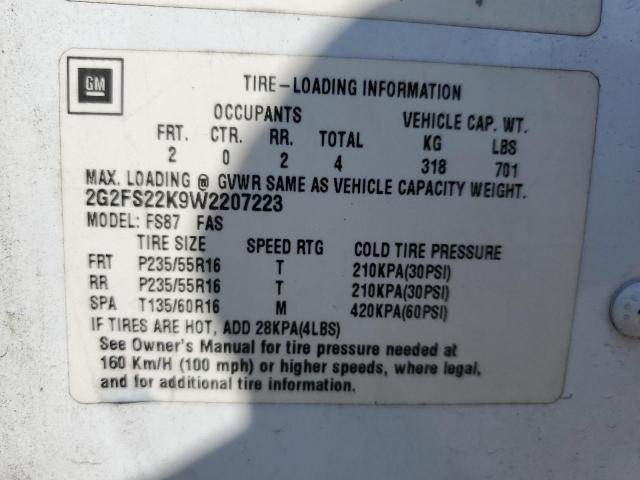 GM
TIRE-LOADING INFORMATION
OCCUPANTS VEHICLE CAP. WT.
FRT. CTR. RR. TOTAL KG LBS
2 0 2 4 318 701
MAX. LOADING @ GVWR SAME AS VEHICLE CAPACITY WEIGHT.
2G2FS22K9W2207223
MODEL: FS87 FAS
TIRE SIZE SPEED RTG COLD TIRE PRESSURE
FRT P235/55R16 T 210KPA(30PSI)
RR P235/55R16 T 210KPA(30PSI)
SPA T135/60R16 M 420KPA(60PSI)
IF TIRES ARE HOT, ADD 28KPA(4LBS)
See Owner's Manual for tire pressure needed at
160 Km/H (100 mph) or higher speeds, where legal,
and for additional tire information.